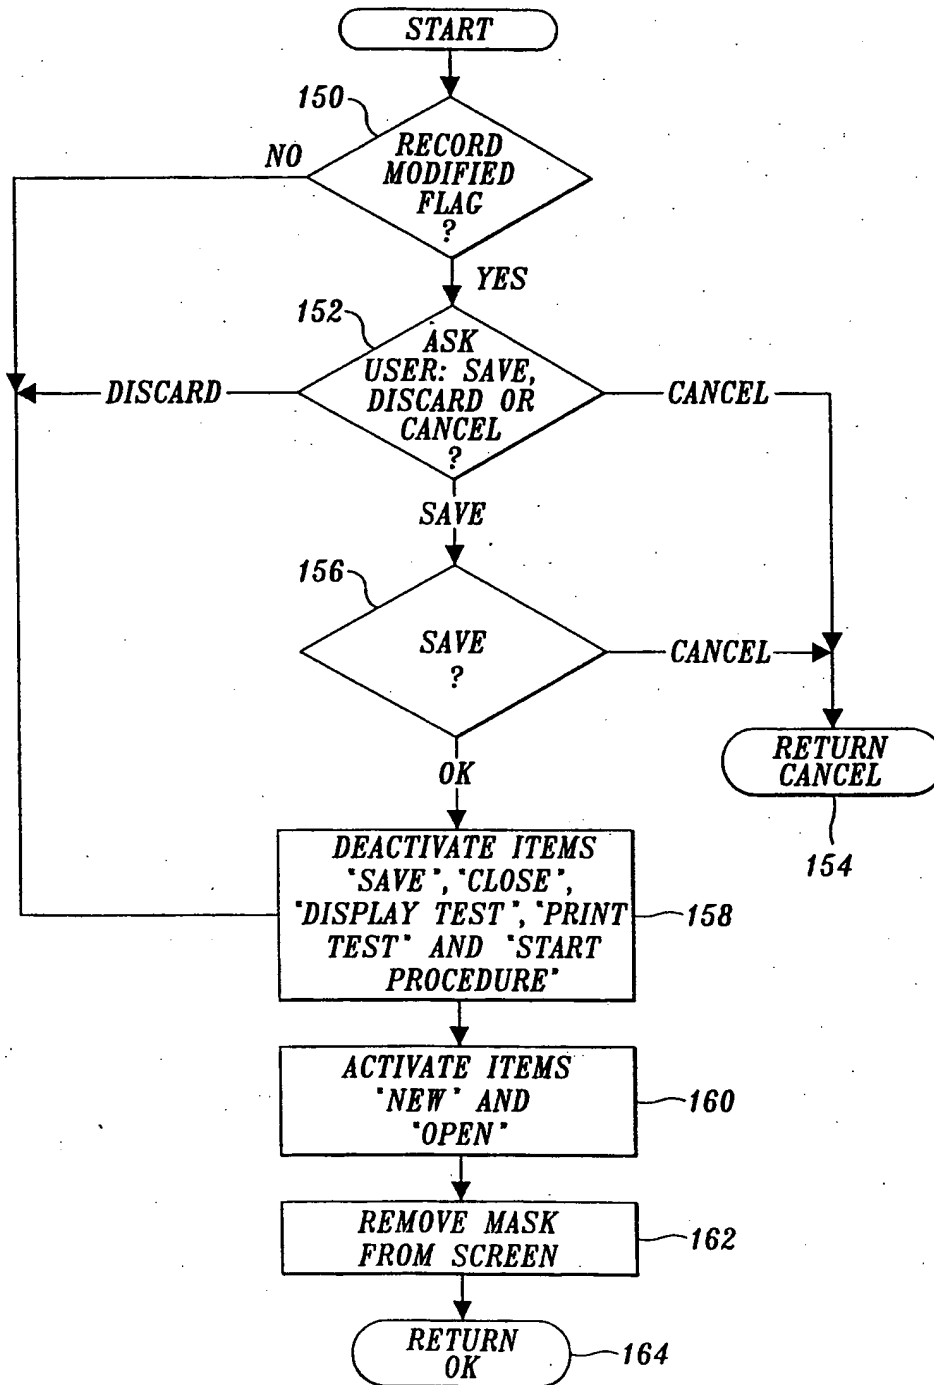 START
150
RECORD
MODIFIED
FLAG
?
NO
YES
152
ASK
USER: SAVE,
DISCARD OR
CANCEL
?
DISCARD
CANCEL
SAVE
156
SAVE
?
CANCEL
RETURN
CANCEL
154
OK
DEACTIVATE ITEMS
"SAVE", "CLOSE",
"DISPLAY TEST", "PRINT
TEST" AND "START
PROCEDURE"
158
ACTIVATE ITEMS
"NEW" AND
"OPEN"
160
REMOVE MASK
FROM SCREEN
162
RETURN
OK
164